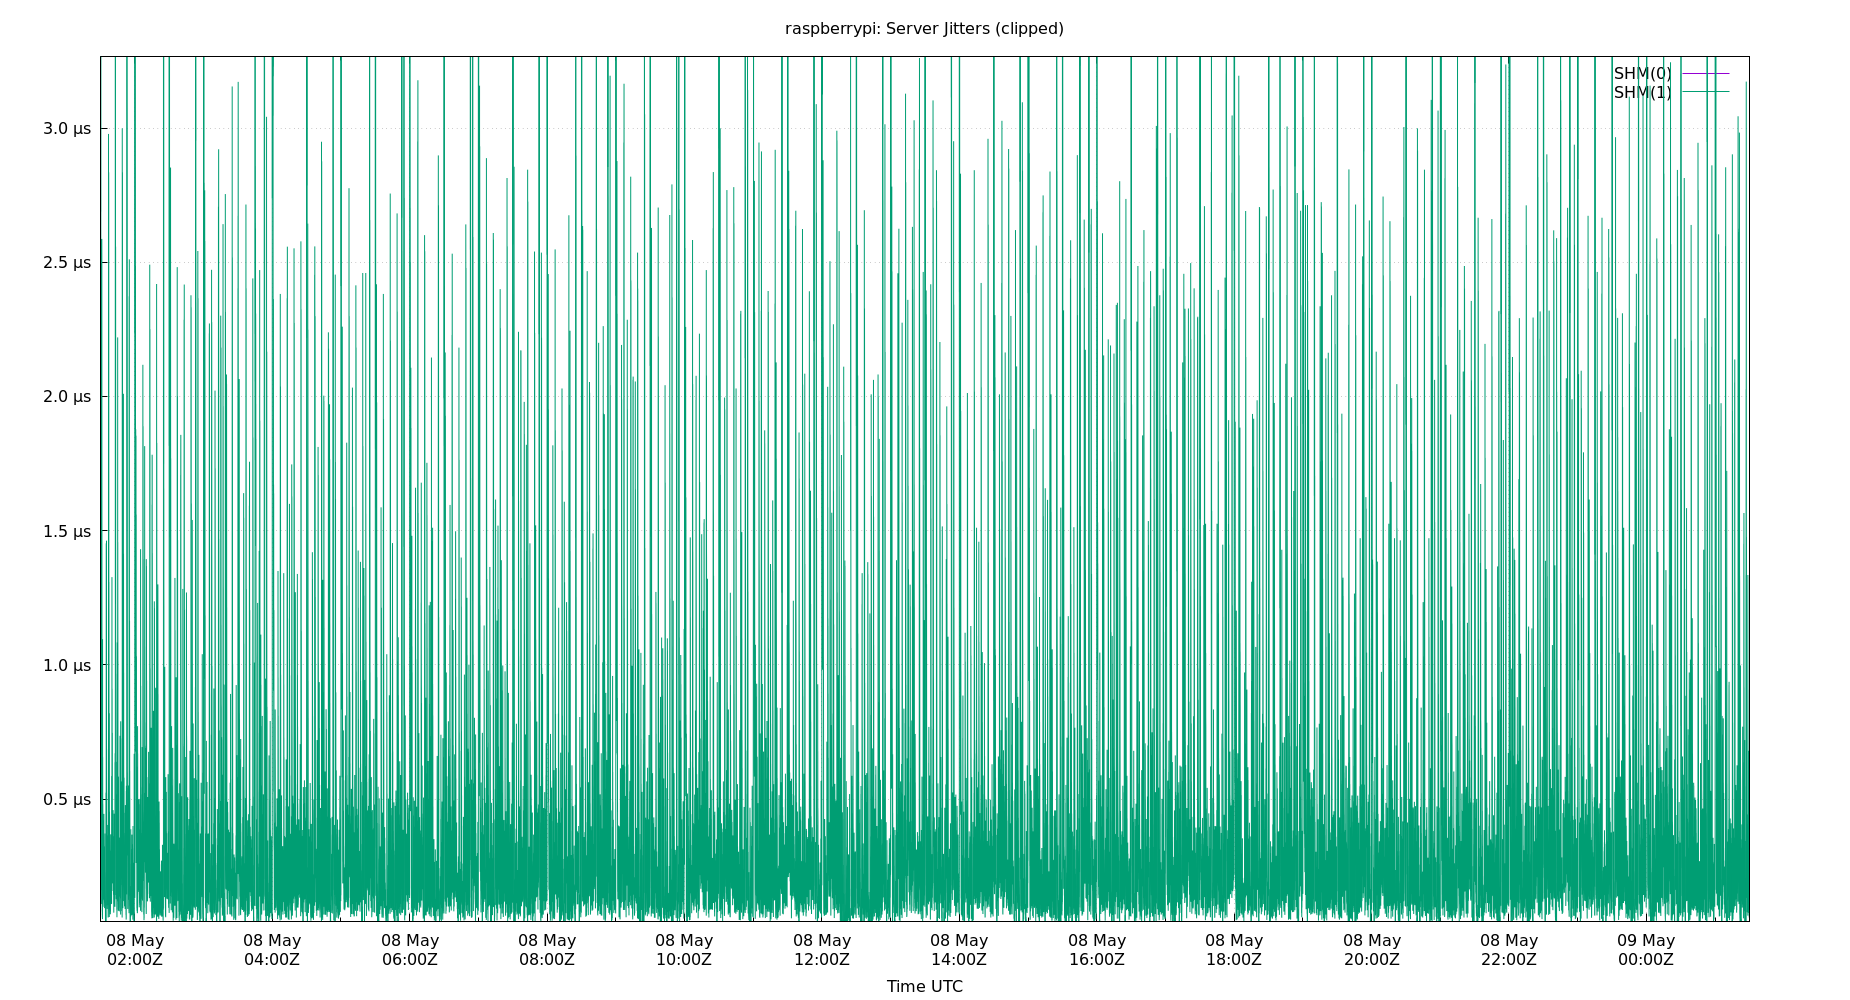 raspberrypi: Server Jitters (clipped)
SHM(0)
SHM(1)
3.0 µs
2.5 µs
2.0 µs
1.5 µs
1.0 µs
0.5 µs
08 May 08 May 08 May 08 May 08 May 08 May 08 May 08 May 08 May 08 May 08 May 09 May
02:00Z 04:00Z 06:00Z 08:00Z 10:00Z 12:00Z 14:00Z 16:00Z 18:00Z 20:00Z 22:00Z 00:00Z
Time UTC